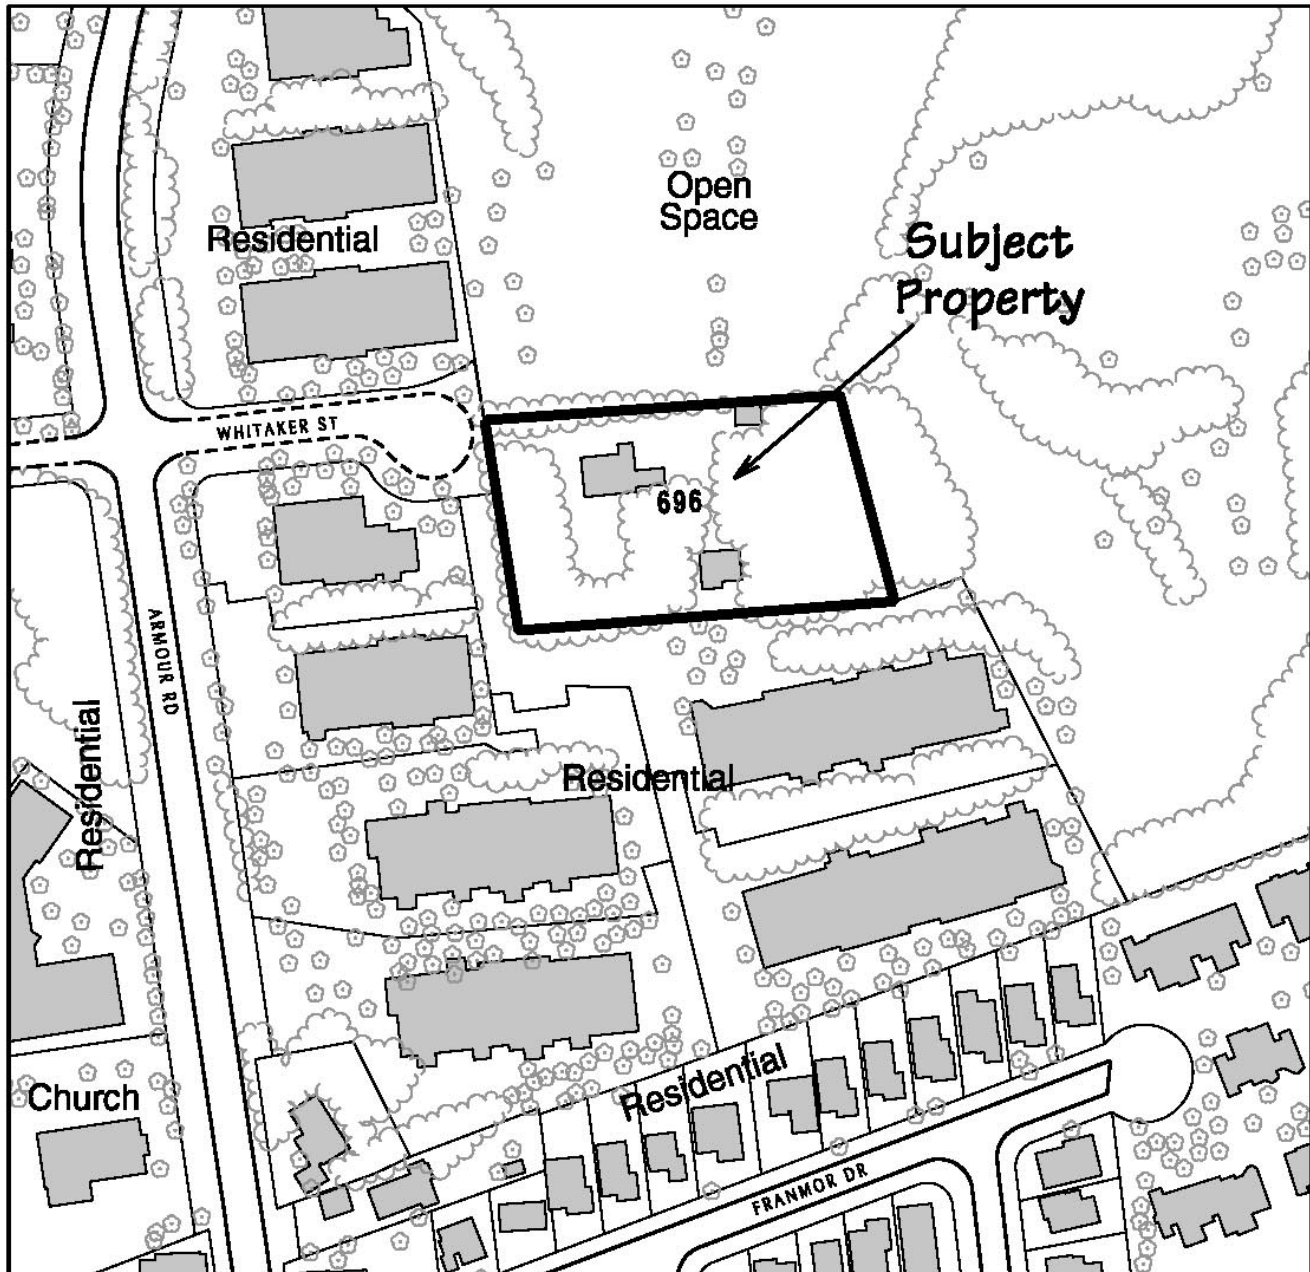 Open
Space
Subject
Property
Residential
WHITAKER ST
696
ARMOUR RD
Residential
Residential
Residential
Church
FRANMOR DR